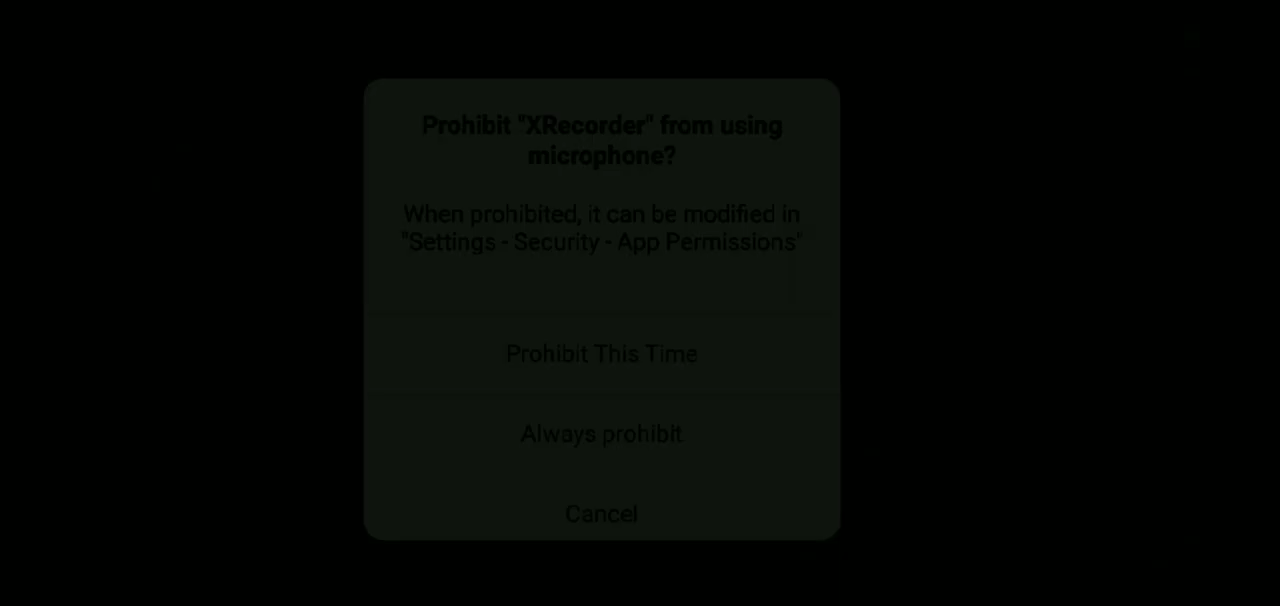 Prohibit "XRecorder" from using
microphone?
When prohibited, it can be modified in
"Settings - Security - App Permissions"
Prohibit This Time
Always prohibit
Cancel